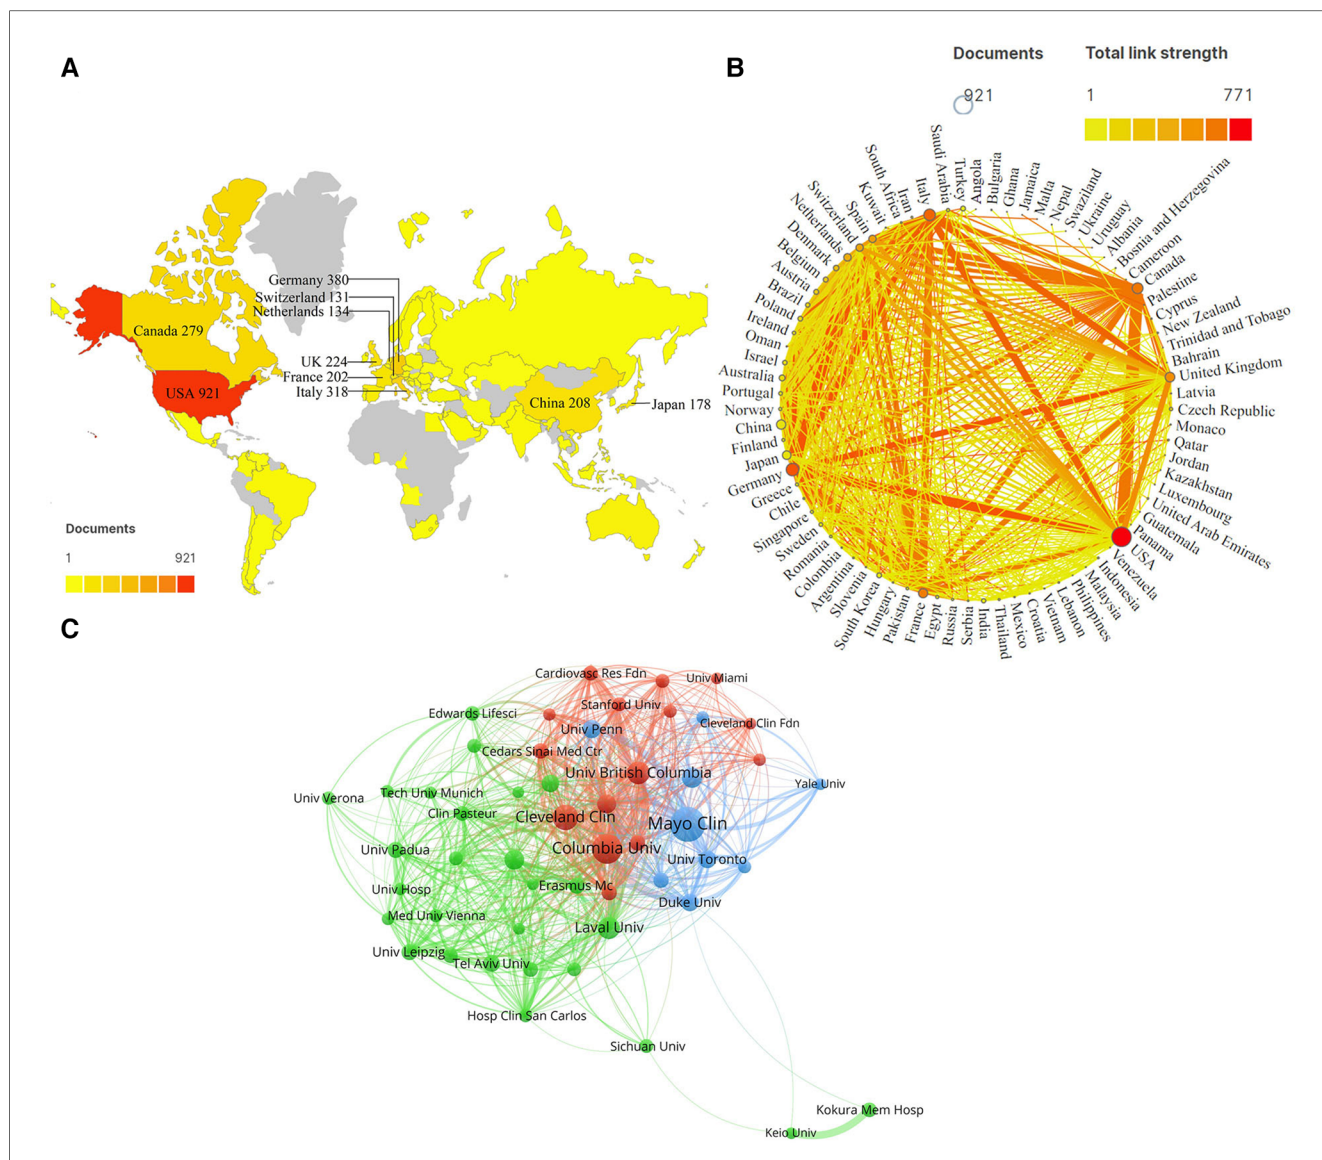 A
Germany 380
Switzerland 131
Netherlands 134
Canada 279
UK 224
France 202
Italy 318
USA 921
China 208
Japan 178
Documents
1 921
B
Documents
921
Total link strength
1 771
Saudi Arabia
Turkey
Angola
Bulgaria
Ghana
Jamaica
Malta
Nepal
Swaziland
Ukraine
Uruguay
Albania
Bosnia and Herzegovina
Cameroon
Canada
Palestine
Cyprus
New Zealand
Trinidad and Tobago
Bahrain
United Kingdom
Latvia
Czech Republic
Monaco
Qatar
Jordan
Kazakhstan
Luxembourg
United Arab Emirates
Guatemala
Panama
USA
Venezuela
Indonesia
Malaysia
Philippines
Lebanon
Vietnam
Croatia
Mexico
Thailand
India
Serbia
Russia
Egypt
France
Pakistan
Hungary
South Korea
Slovenia
Argentina
Colombia
Romania
Sweden
Singapore
Chile
Greece
Germany
Japan
Finland
China
Norway
Portugal
Australia
Israel
Oman
Ireland
Poland
Brazil
Austria
Belgium
Denmark
Netherlands
Switzerland
Spain
Kuwait
South Africa
Iran
Italy
C
Cardiovasc Res Fdn
Univ Miami
Stanford Univ
Edwards Lifesci
Cleveland Clin Fdn
Univ Penn
Cedars Sinai Med Ctr
Univ British Columbia
Yale Univ
Tech Univ Munich
Univ Verona
Clin Pasteur
Cleveland Clin
Mayo Clin
Columbia Univ
Univ Padua
Univ Toronto
Erasmus Mc
Univ Hosp
Duke Univ
Med Univ Vienna
Laval Univ
Univ Leipzig
Tel Aviv Univ
Hosp Clin San Carlos
Sichuan Univ
Kokura Mem Hosp
Keio Univ